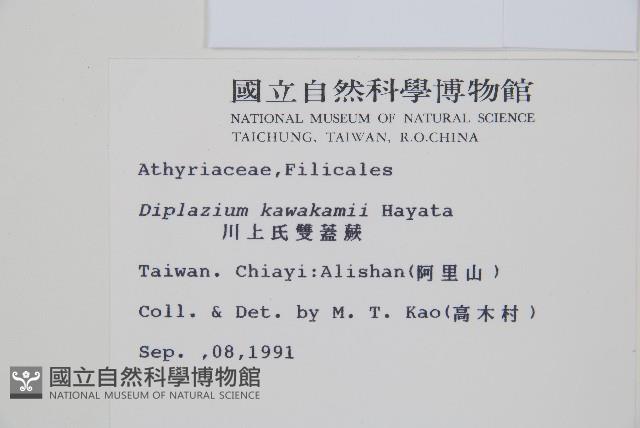 國立自然科學博物館
NATIONAL MUSEUM OF NATURAL SCIENCE
TAICHUNG, TAIWAN, R.O.CHINA
Athyriaceae,Filicales
Diplazium kawakamii Hayata
川上氏雙蓋蕨
Taiwan. Chiayi:Alishan(阿里山)
Coll. & Det. by M. T. Kao(高木村)
Sep. ,08,1991
國立自然科學博物館
NATIONAL MUSEUM OF NATURAL SCIENCE